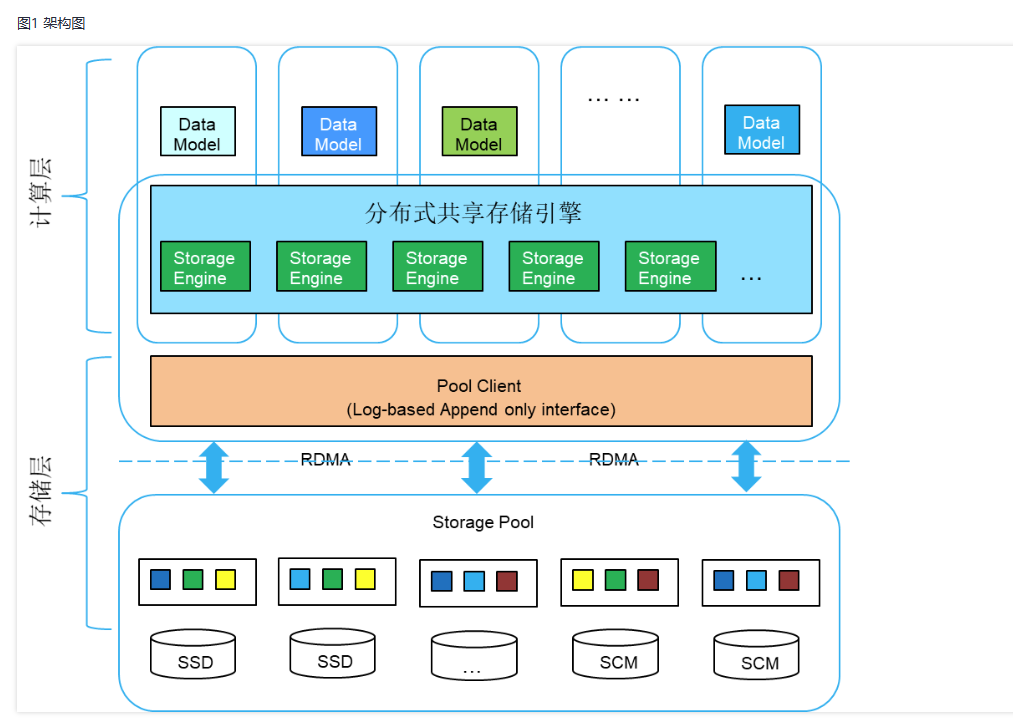 图1 架构图
计算层
Data
Model
Data
Model
Data
Model
... ...
Data
Model
分布式共享存储引擎
Storage
Engine
Storage
Engine
Storage
Engine
Storage
Engine
Storage
Engine
...
存储层
Pool Client
(Log-based Append only interface)
RDMA
RDMA
Storage Pool
SSD
SSD
...
SCM
SCM